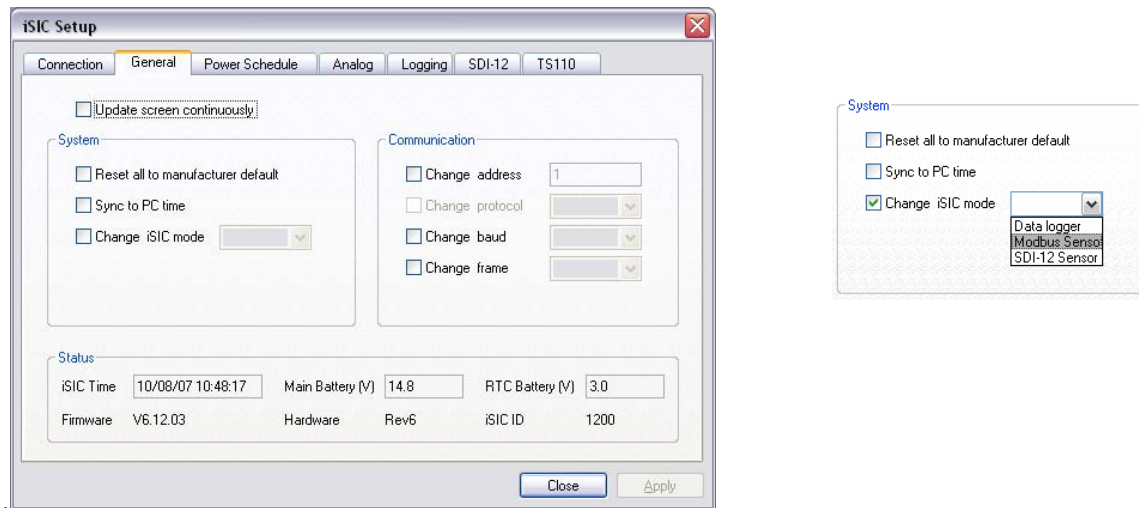 iSIC Setup
Connection General Power Schedule Analog Logging SDI-12 TS110
Update screen continuously
System
Reset all to manufacturer default
Sync to PC time
Change iSIC mode
Communication
Change address 1
Change protocol
Change baud
Change frame
Status
iSIC Time 10/08/07 10:48:17 Main Battery (V) 14.8 RTC Battery (V) 3.0
Firmware V6.12.03 Hardware Rev6 iSIC ID 1200
Close Apply
System
Reset all to manufacturer default
Sync to PC time
Change iSIC mode
Data logger
Modbus Senso
SDI-12 Sensor